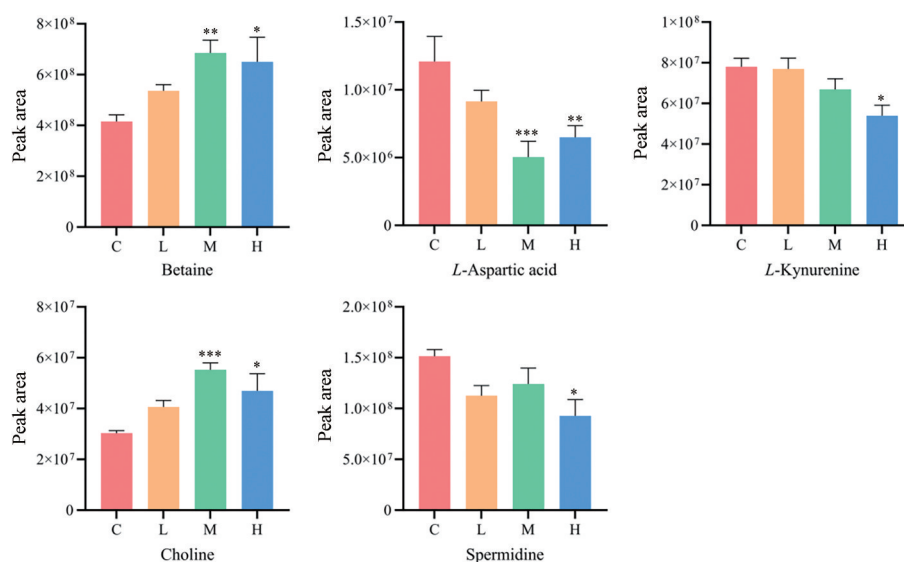 Peak area
8×10⁸
6×10⁸
4×10⁸
2×10⁸
0
**
*
C L M H
Betaine
Peak area
1.5×10⁷
1.0×10⁷
5.0×10⁶
0
***
**
C L M H
L-Aspartic acid
Peak area
1×10⁸
8×10⁷
6×10⁷
4×10⁷
2×10⁷
0
*
C L M H
L-Kynurenine
Peak area
8×10⁷
6×10⁷
4×10⁷
2×10⁷
0
***
*
C L M H
Choline
Peak area
2.0×10⁸
1.5×10⁸
1.0×10⁸
5.0×10⁷
0
*
C L M H
Spermidine